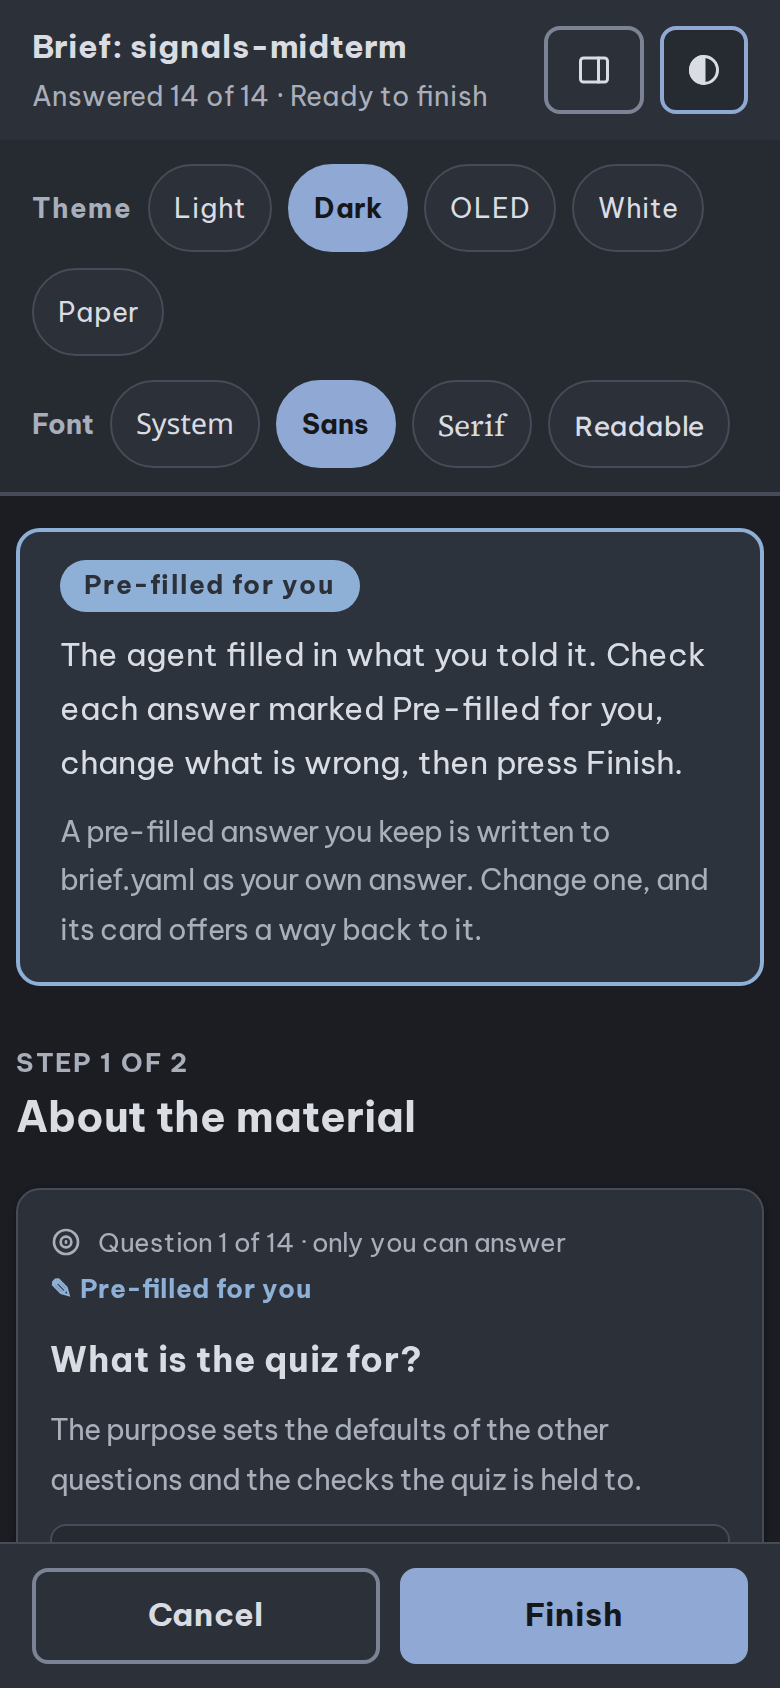 Brief: signals-midterm
Answered 14 of 14 · Ready to finish
Theme Light Dark OLED White
Paper
Font System Sans Serif Readable
Pre-filled for you
The agent filled in what you told it. Check
each answer marked Pre-filled for you,
change what is wrong, then press Finish.
A pre-filled answer you keep is written to
brief.yaml as your own answer. Change one, and
its card offers a way back to it.
STEP 1 OF 2
About the material
Question 1 of 14 · only you can answer
✎ Pre-filled for you
What is the quiz for?
The purpose sets the defaults of the other
questions and the checks the quiz is held to.
Cancel Finish